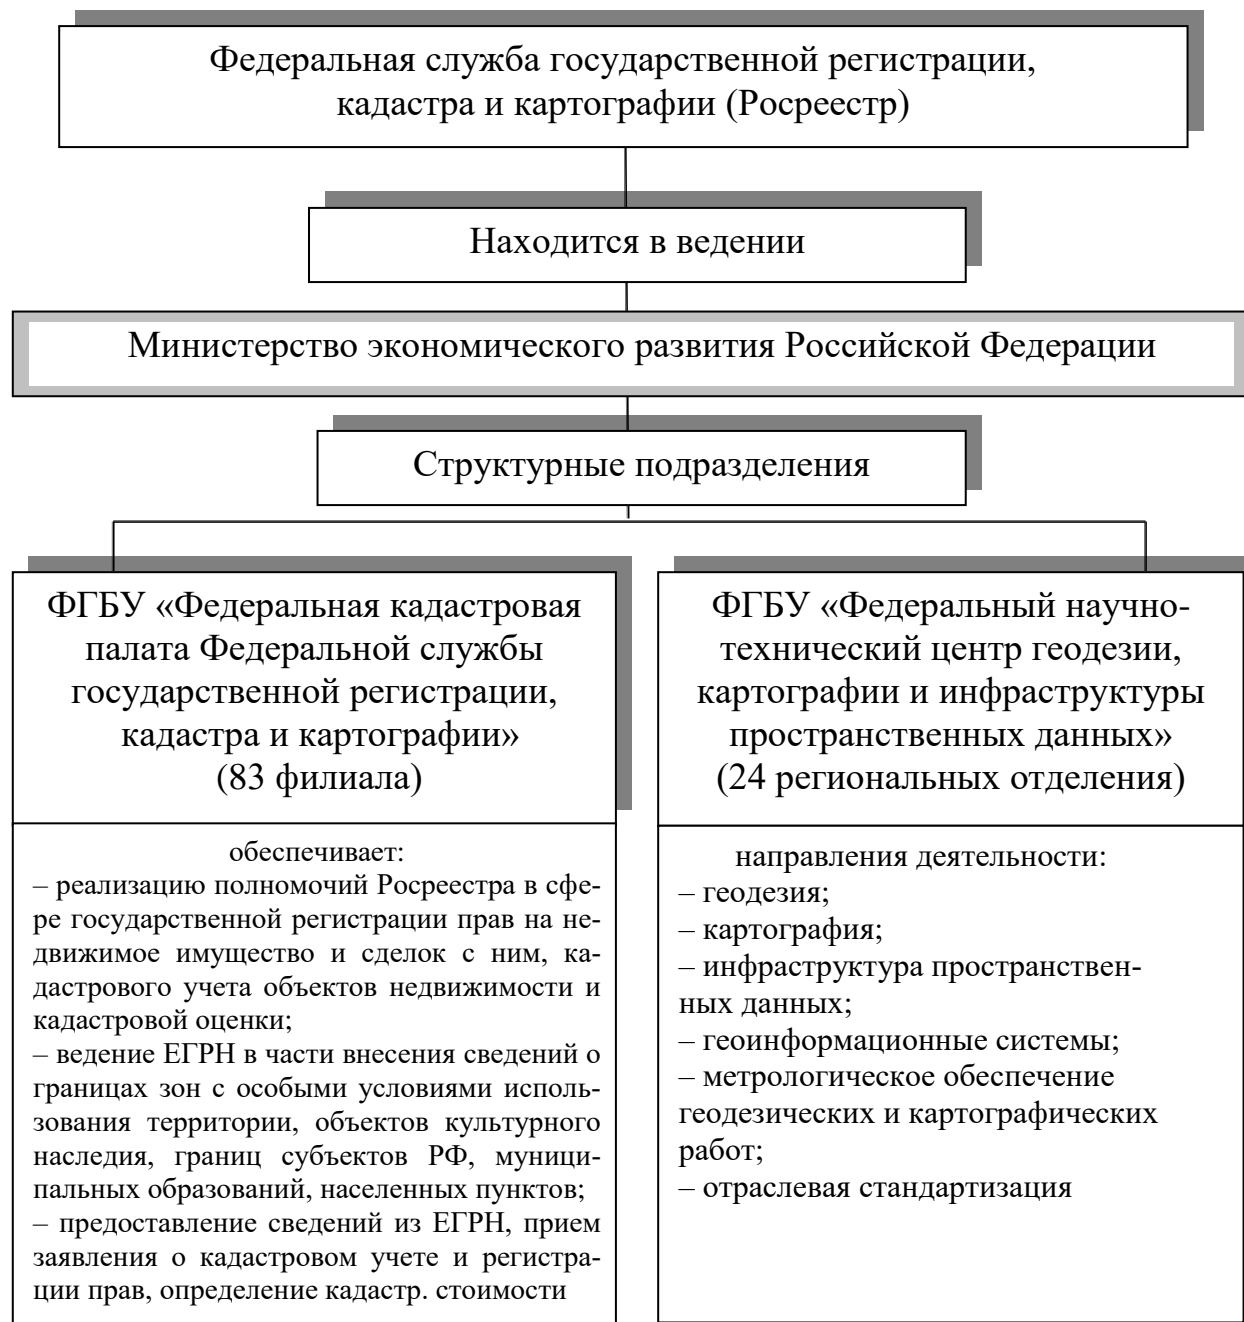 Федеральная служба государственной регистрации,
кадастра и картографии (Росреестр)
Находится в ведении
Министерство экономического развития Российской Федерации
Структурные подразделения
ФГБУ «Федеральная кадастровая
палата Федеральной службы
государственной регистрации,
кадастра и картографии»
(83 филиала)
обеспечивает:
– реализацию полномочий Росреестра в сфе-
ре государственной регистрации прав на не-
движимое имущество и сделок с ним, ка-
дастрового учета объектов недвижимости и
кадастровой оценки;
– ведение ЕГРН в части внесения сведений о
границах зон с особыми условиями исполь-
зования территории, объектов культурного
наследия, границ субъектов РФ, муници-
пальных образований, населенных пунктов;
– предоставление сведений из ЕГРН, прием
заявления о кадастровом учете и регистра-
ции прав, определение кадастр. стоимости
ФГБУ «Федеральный научно-
технический центр геодезии,
картографии и инфраструктуры
пространственных данных»
(24 региональных отделения)
направления деятельности:
– геодезия;
– картография;
– инфраструктура пространствен-
ных данных;
– геоинформационные системы;
– метрологическое обеспечение
геодезических и картографических
работ;
– отраслевая стандартизация